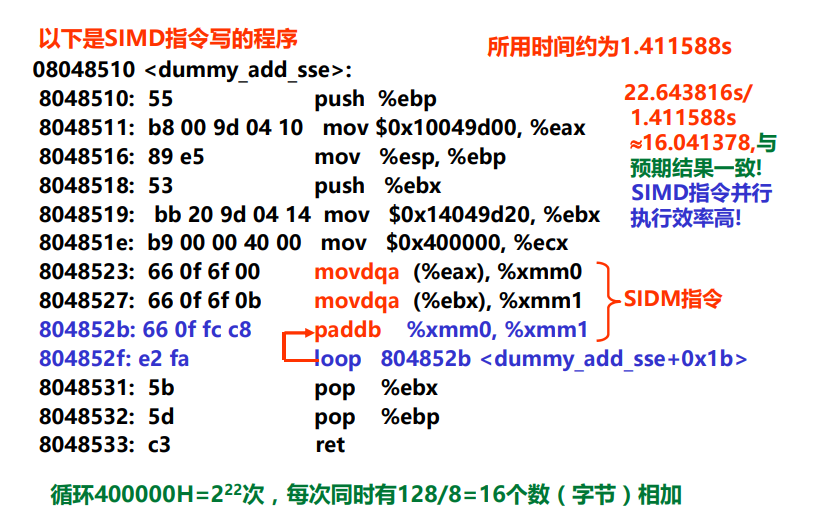 以下是SIMD指令写的程序
所用时间约为1.411588s
08048510 <dummy_add_sse>:
8048510: 55 push %ebp
8048511: b8 00 9d 04 10 mov $0x10049d00, %eax
8048516: 89 e5 mov %esp, %ebp
8048518: 53 push %ebx
8048519: bb 20 9d 04 14 mov $0x14049d20, %ebx
804851e: b9 00 00 40 00 mov $0x400000, %ecx
8048523: 66 0f 6f 00 movdqa (%eax), %xmm0
8048527: 66 0f 6f 0b movdqa (%ebx), %xmm1
804852b: 66 0f fc c8 paddb %xmm0, %xmm1
804852f: e2 fa loop 804852b <dummy_add_sse+0x1b>
8048531: 5b pop %ebx
8048532: 5d pop %ebp
8048533: c3 ret
22.643816s/
1.411588s
≈16.041378,与
预期结果一致!
SIMD指令并行
执行效率高!
SIDM指令
循环400000H=2²²次，每次同时有128/8=16个数（字节）相加